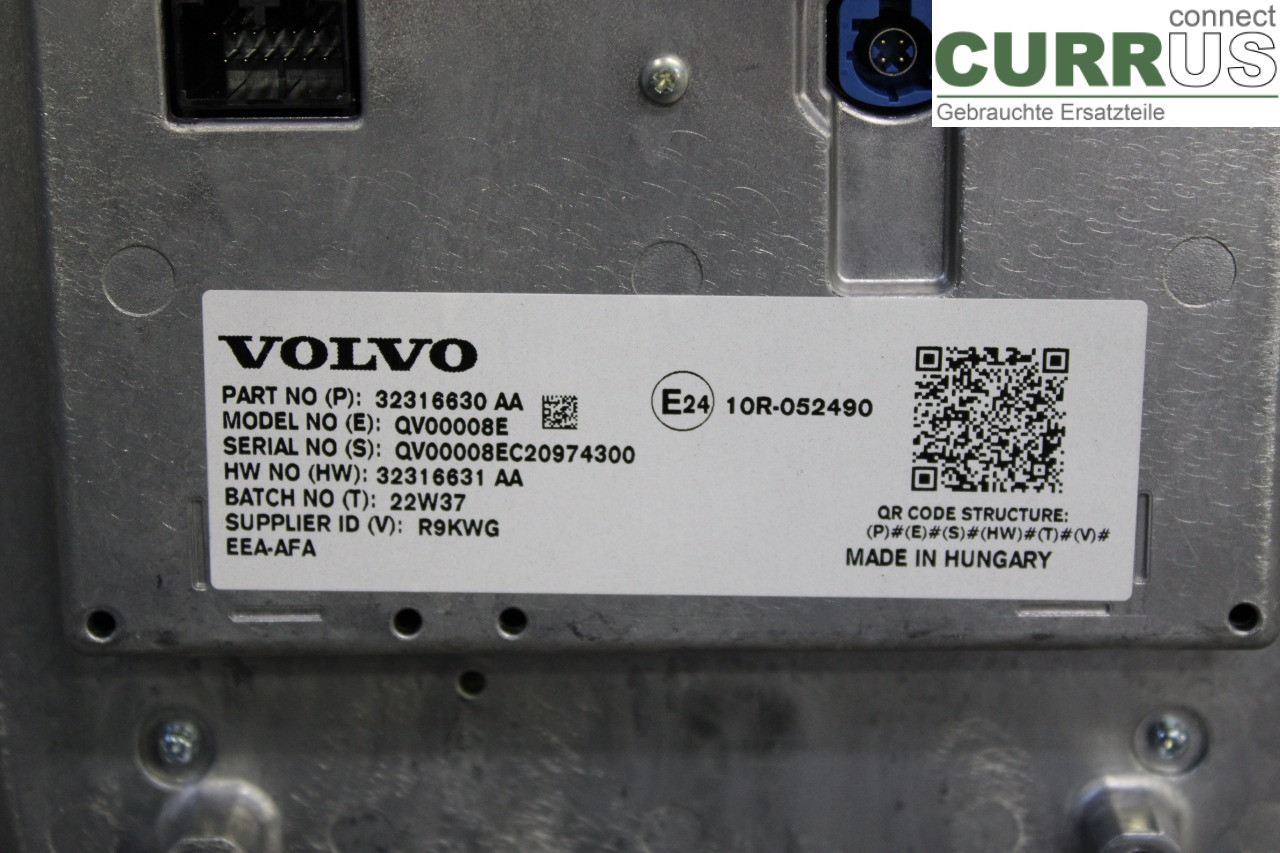 connect
CURRUS
Gebrauchte Ersatzteile
VOLVO
PART NO (P): 32316630 AA
MODEL NO (E): QV00008E
SERIAL NO (S): QV00008EC20974300
HW NO (HW): 32316631 AA
BATCH NO (T): 22W37
SUPPLIER ID (V): R9KWG
EEA-AFA
E24 10R-052490
QR CODE STRUCTURE:
(P)#(E)#(S)#(HW)#(T)#(V)#
MADE IN HUNGARY